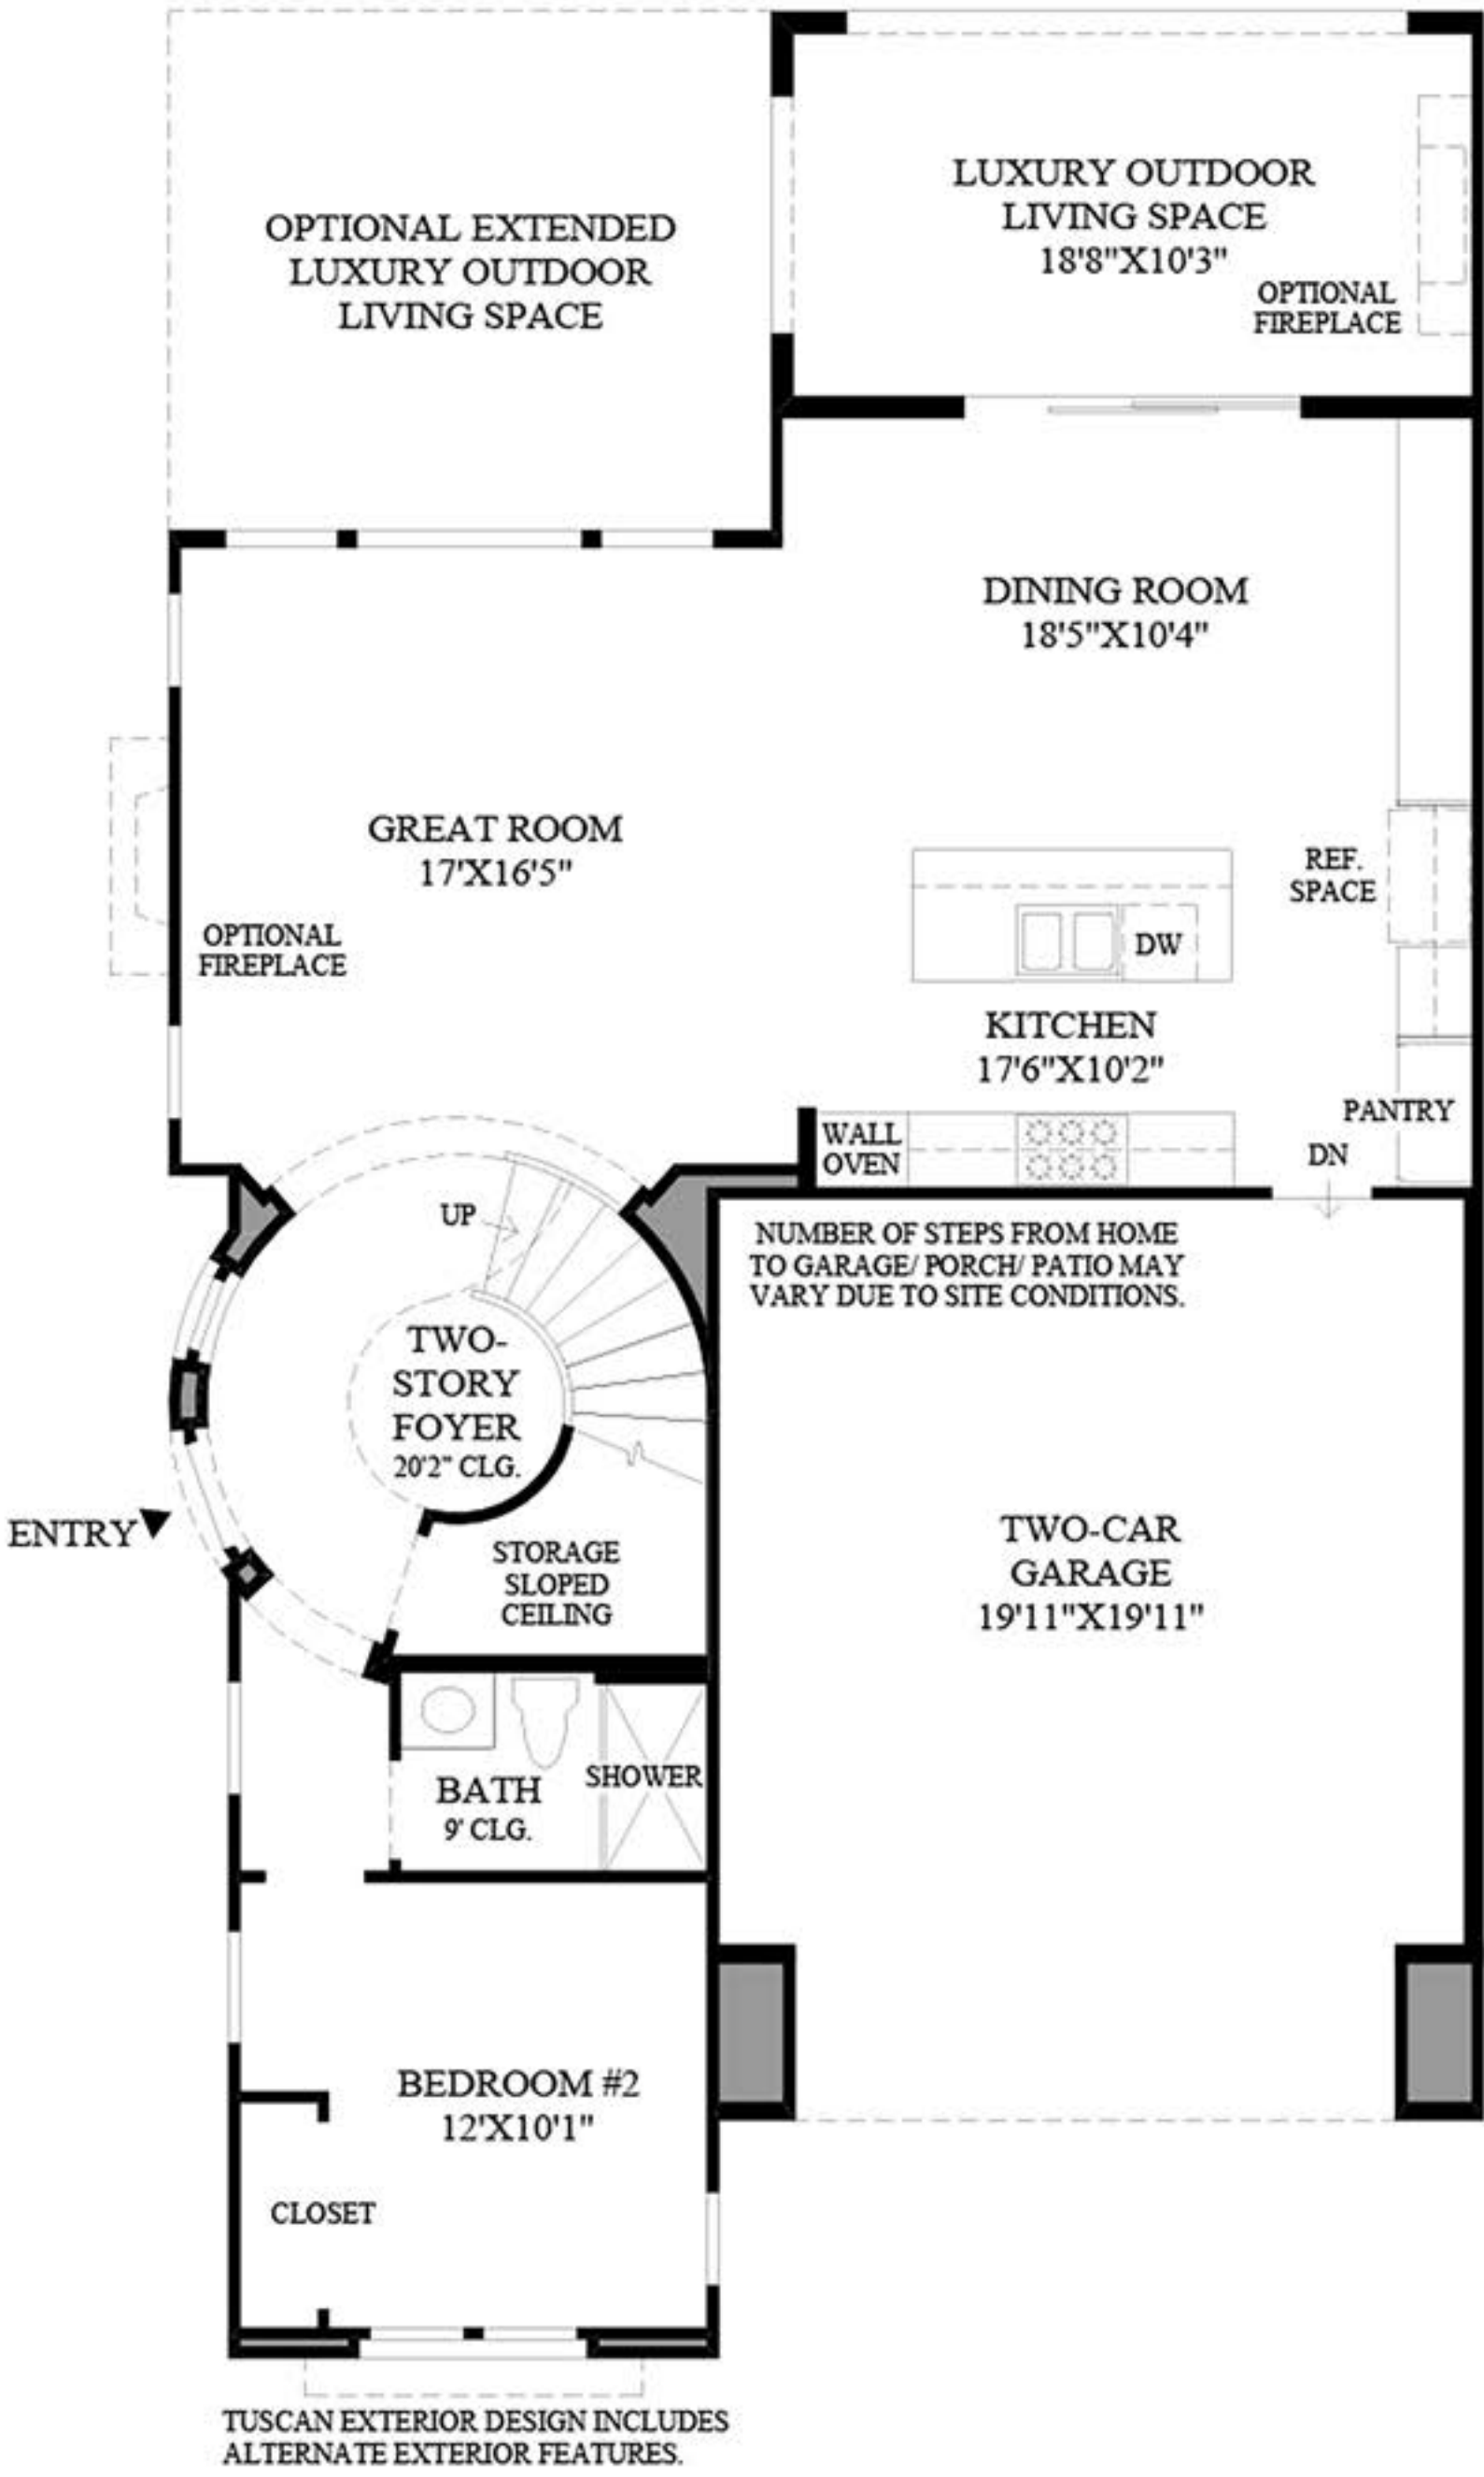 OPTIONAL EXTENDED
LUXURY OUTDOOR
LIVING SPACE
LUXURY OUTDOOR
LIVING SPACE
18'8"X10'3"
OPTIONAL
FIREPLACE
DINING ROOM
18'5"X10'4"
GREAT ROOM
17'X16'5"
OPTIONAL
FIREPLACE
REF.
SPACE
DW
KITCHEN
17'6"X10'2"
PANTRY
WALL
OVEN
DN
UP
NUMBER OF STEPS FROM HOME
TO GARAGE/ PORCH/ PATIO MAY
VARY DUE TO SITE CONDITIONS.
TWO-
STORY
FOYER
20'2" CLG.
ENTRY
STORAGE
SLOPED
CEILING
TWO-CAR
GARAGE
19'11"X19'11"
BATH
9' CLG.
SHOWER
BEDROOM #2
12'X10'1"
CLOSET
TUSCAN EXTERIOR DESIGN INCLUDES
ALTERNATE EXTERIOR FEATURES.